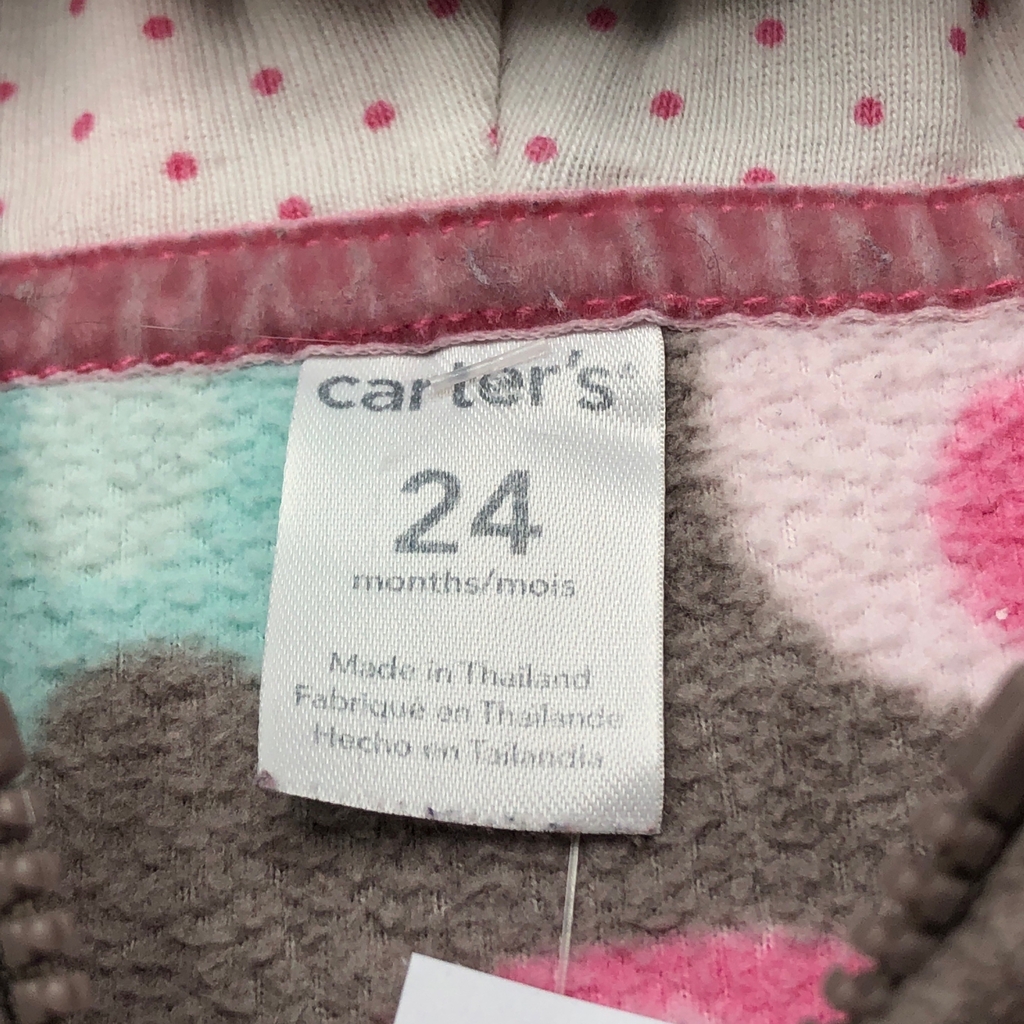 carter's®
24
months/mois
Made in Thailand
Fabriqué en Thaïlande
Hecho en Tailandia